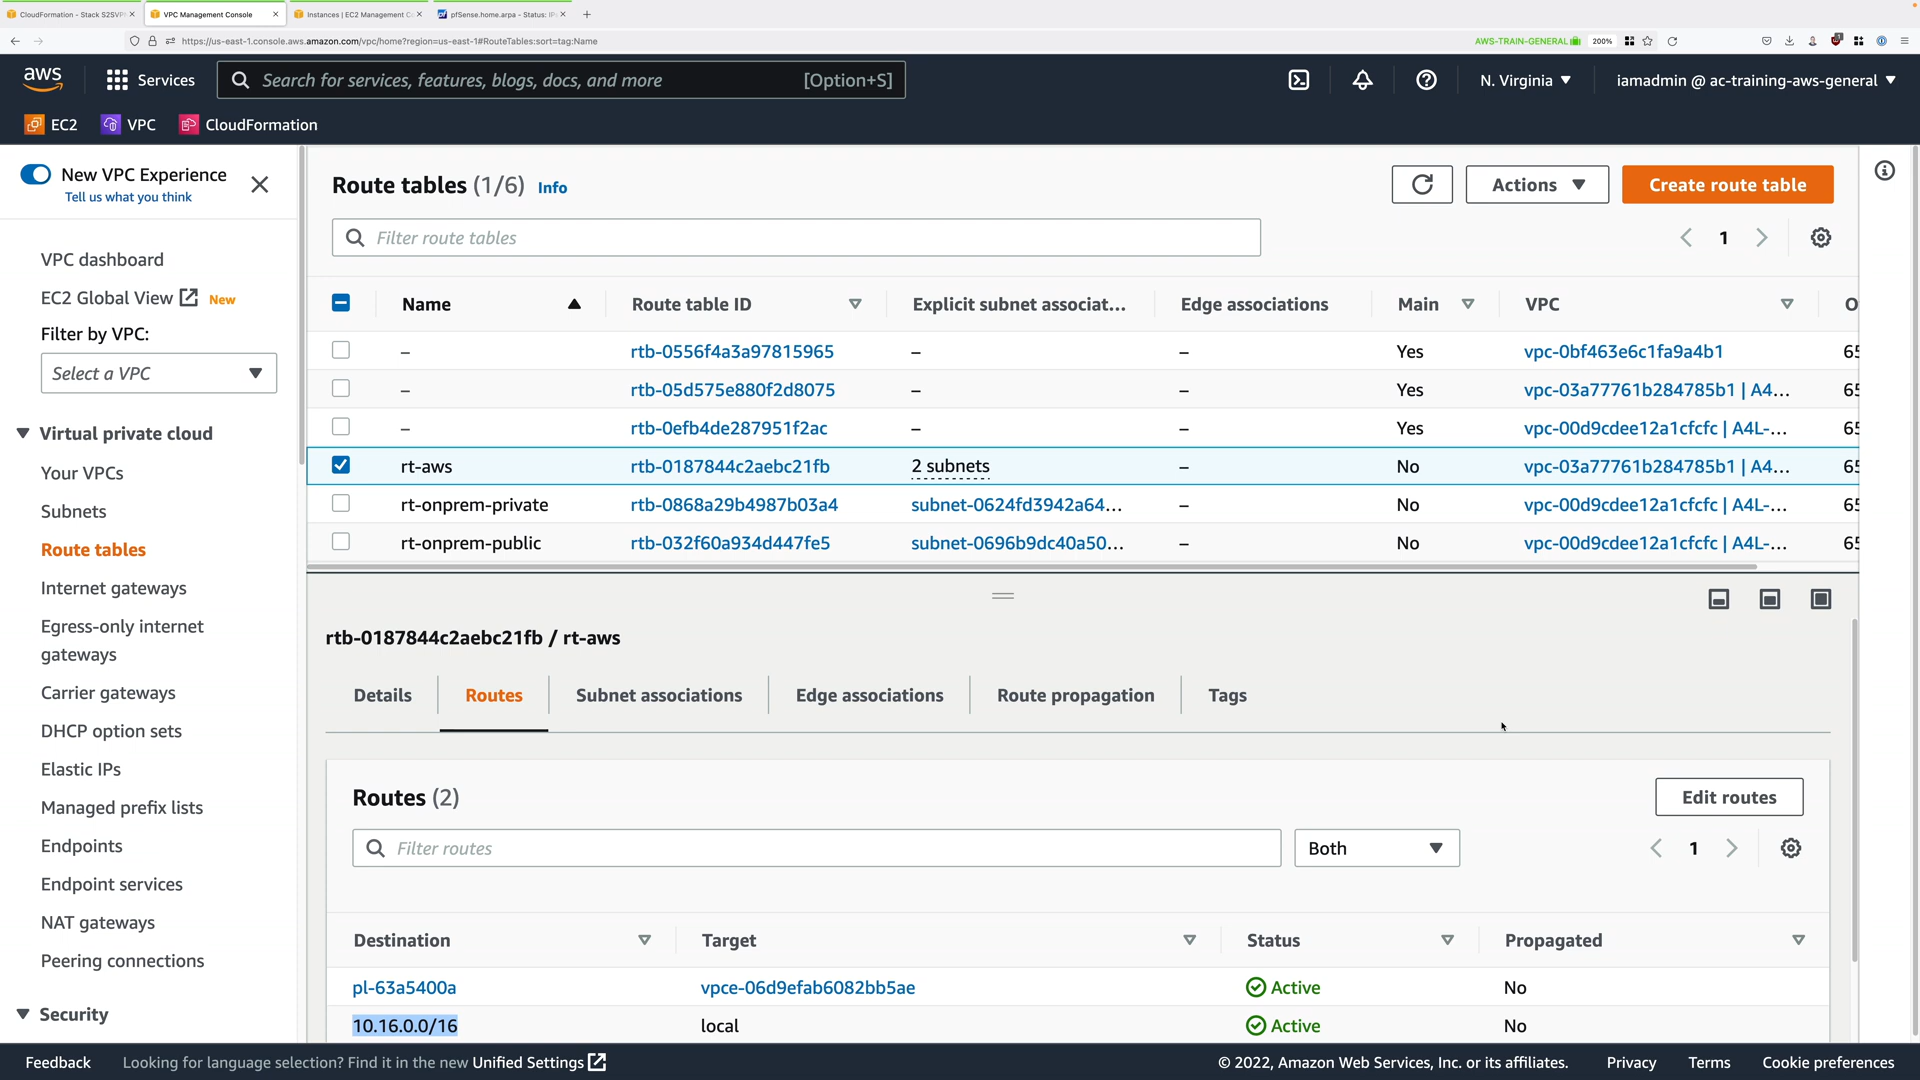 CloudFormation - Stack S2SVPN
VPC Management Console
Instances | EC2 Management Co
pfSense.home.arpa - Status: IPs
https://us-east-1.console.aws.amazon.com/vpc/home?region=us-east-1#RouteTables:sort=tag:Name
AWS-TRAIN-GENERAL
200%
aws
Services
Search for services, features, blogs, docs, and more
[Option+S]
N. Virginia
iamadmin @ ac-training-aws-general
EC2
VPC
CloudFormation
New VPC Experience
Tell us what you think
VPC dashboard
EC2 Global View New
Filter by VPC:
Select a VPC
Virtual private cloud
Your VPCs
Subnets
Route tables
Internet gateways
Egress-only internet
gateways
Carrier gateways
DHCP option sets
Elastic IPs
Managed prefix lists
Endpoints
Endpoint services
NAT gateways
Peering connections
Security
Route tables (1/6) Info
Actions
Create route table
Filter route tables
1
Name Route table ID Explicit subnet associat... Edge associations Main VPC O
– rtb-0556f4a3a97815965 – – Yes vpc-0bf463e6c1fa9a4b1 65
– rtb-05d575e880f2d8075 – – Yes vpc-03a77761b284785b1 | A4... 65
– rtb-0efb4de287951f2ac – – Yes vpc-00d9cdee12a1cfcfc | A4L-... 65
rt-aws rtb-0187844c2aebc21fb 2 subnets – No vpc-03a77761b284785b1 | A4... 65
rt-onprem-private rtb-0868a29b4987b03a4 subnet-0624fd3942a64... – No vpc-00d9cdee12a1cfcfc | A4L-... 65
rt-onprem-public rtb-032f60a934d447fe5 subnet-0696b9dc40a50... – No vpc-00d9cdee12a1cfcfc | A4L-... 65
rtb-0187844c2aebc21fb / rt-aws
Details
Routes
Subnet associations
Edge associations
Route propagation
Tags
Routes (2)
Edit routes
Filter routes
Both
1
Destination Target Status Propagated
pl-63a5400a vpce-06d9efab6082bb5ae Active No
10.16.0.0/16 local Active No
Feedback
Looking for language selection? Find it in the new Unified Settings
© 2022, Amazon Web Services, Inc. or its affiliates.
Privacy
Terms
Cookie preferences